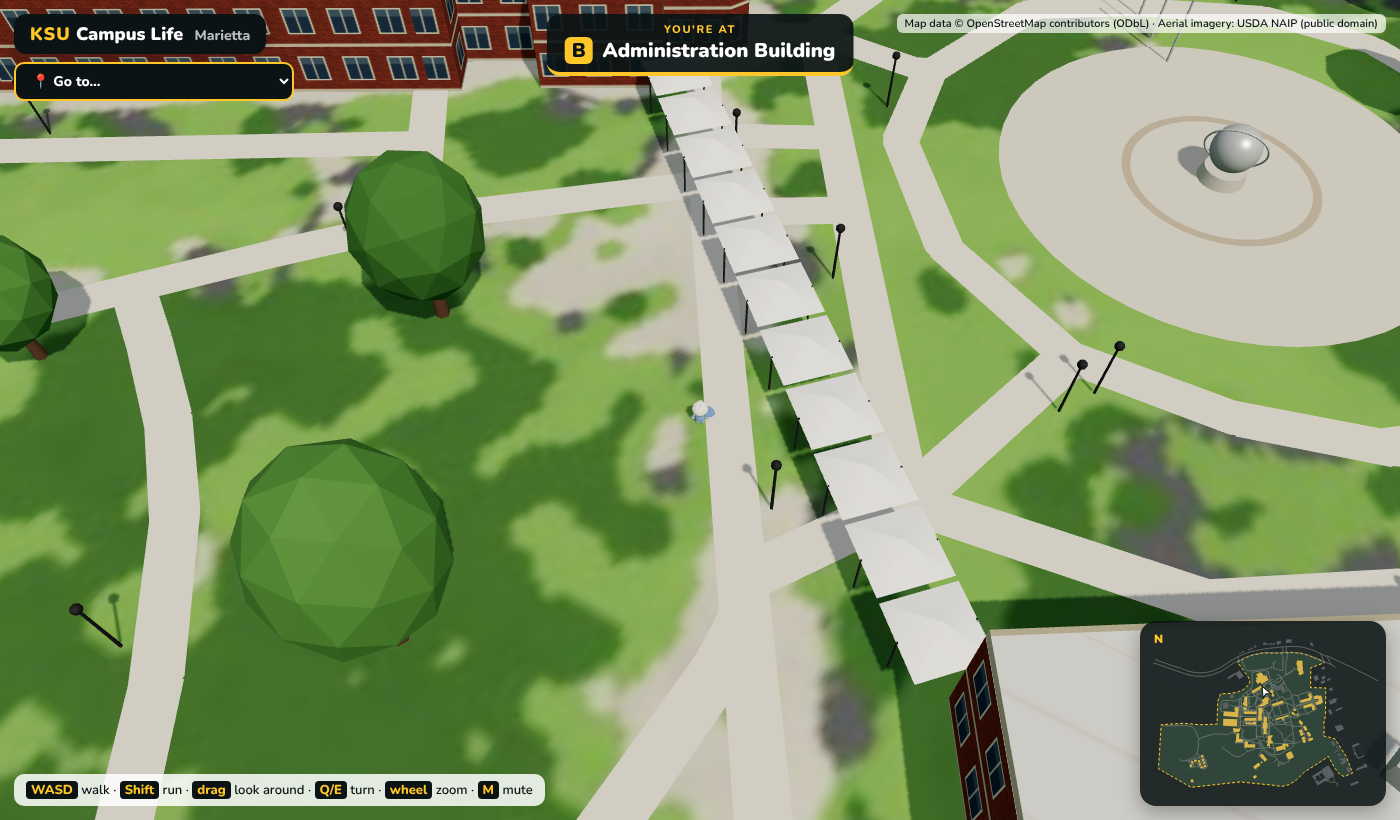 KSU Campus Life Marietta
📍 Go to...
YOU'RE AT
B Administration Building
Map data © OpenStreetMap contributors (ODbL) · Aerial imagery: USDA NAIP (public domain)
N
WASD walk · Shift run · drag look around · Q/E turn · wheel zoom · M mute